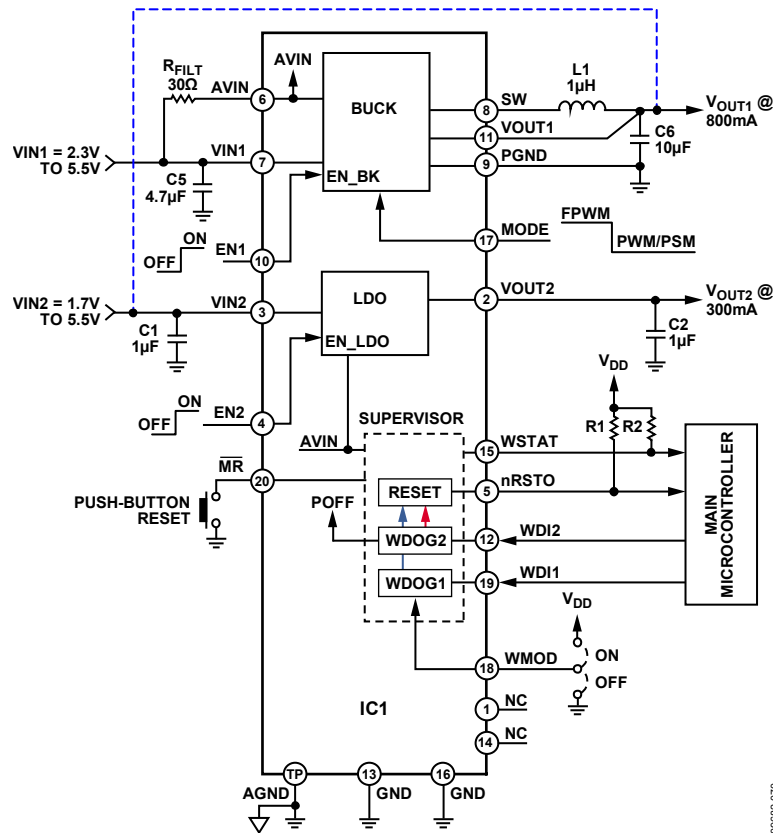 RFILT
30Ω
AVIN
6
AVIN
BUCK
SW
8
L1
1µH
VOUT1 @
800mA
VOUT1
11
C6
10µF
VIN1 = 2.3V
TO 5.5V
VIN1
7
PGND
9
C5
4.7µF
EN_BK
MODE
17
FPWM
PWM/PSM
OFF
ON
EN1
10
VIN2 = 1.7V
TO 5.5V
VIN2
3
LDO
VOUT2
2
VOUT2 @
300mA
C1
1µF
EN_LDO
C2
1µF
OFF
ON
EN2
4
VDD
R1
R2
AVIN
SUPERVISOR
WSTAT
15
MR
20
PUSH-BUTTON
RESET
RESET
nRSTO
5
MAIN
MICROCONTROLLER
POFF
WDOG2
WDI2
12
WDOG1
WDI1
19
VDD
ON
OFF
WMOD
18
IC1
NC
1
NC
14
TP
13
16
AGND
GND
GND